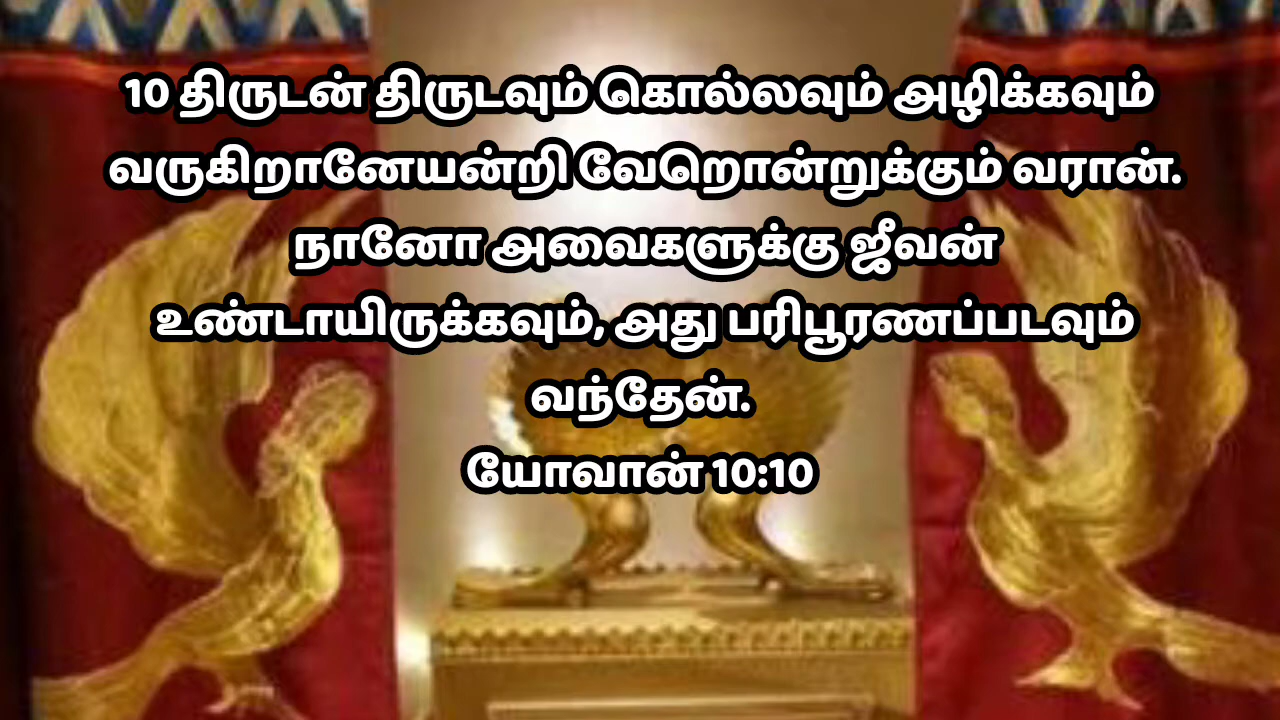 10 திருடன் திருடவும் கொல்லவும் அழிக்கவும்
வருகிறானேயன்றி வேறொன்றுக்கும் வரான்.
நானோ அவைகளுக்கு ஜீவன்
உண்டாயிருக்கவும், அது பரிபூரணப்படவும்
வந்தேன்.
யோவான் 10:10